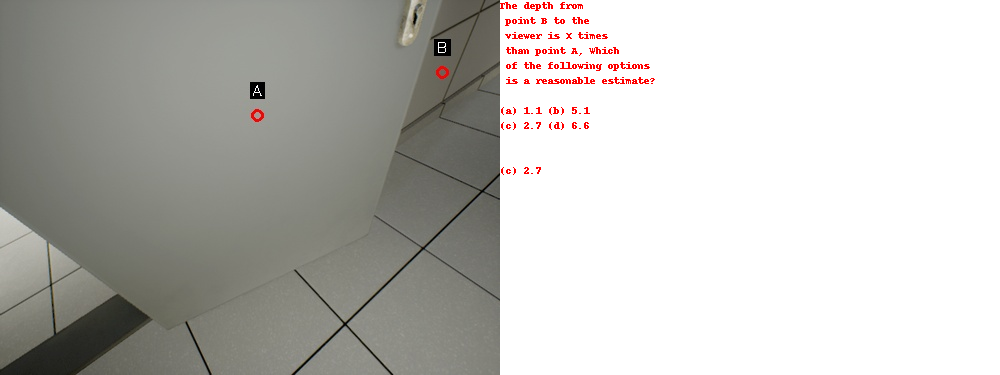 A
B
The depth from
point B to the
viewer is X times
than point A, Which
of the following options
is a reasonable estimate?
(a) 1.1 (b) 5.1
(c) 2.7 (d) 6.6
(c) 2.7